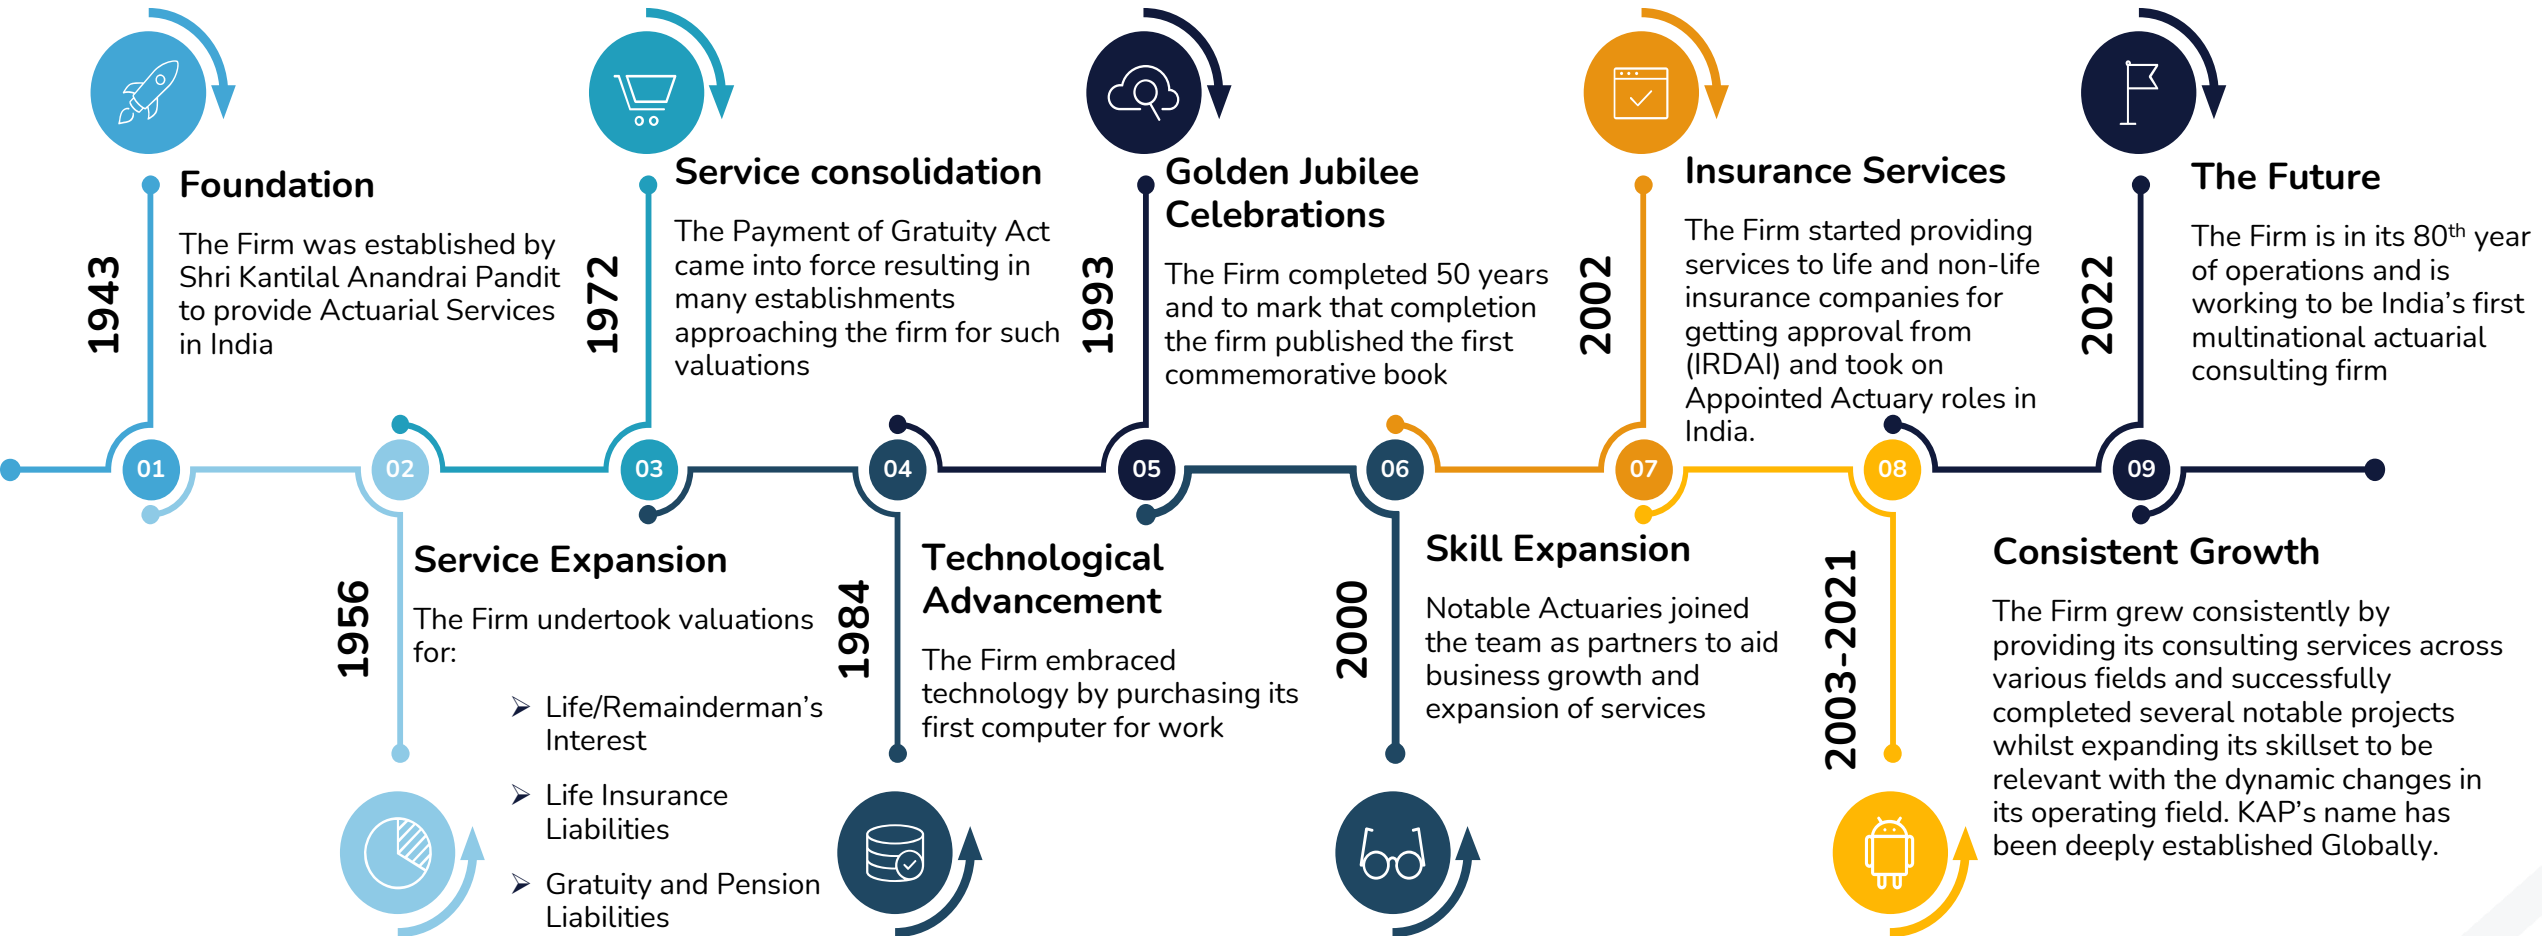 1943
Foundation
The Firm was established by
Shri Kantilal Anandrai Pandit
to provide Actuarial Services
in India
1972
Service consolidation
The Payment of Gratuity Act
came into force resulting in
many establishments
approaching the firm for such
valuations
1993
Golden Jubilee
Celebrations
The Firm completed 50 years
and to mark that completion
the firm published the first
commemorative book
2002
Insurance Services
The Firm started providing
services to life and non-life
insurance companies for
getting approval from
(IRDAI) and took on
Appointed Actuary roles in
India.
2022
The Future
The Firm is in its 80th year
of operations and is
working to be India’s first
multinational actuarial
consulting firm
01
02
03
04
05
06
07
08
09
1956
Service Expansion
The Firm undertook valuations
for:
➢ Life/Remainderman’s
Interest
➢ Life Insurance
Liabilities
➢ Gratuity and Pension
Liabilities
1984
Technological
Advancement
The Firm embraced
technology by purchasing its
first computer for work
2000
Skill Expansion
Notable Actuaries joined
the team as partners to aid
business growth and
expansion of services
2003-2021
Consistent Growth
The Firm grew consistently by
providing its consulting services across
various fields and successfully
completed several notable projects
whilst expanding its skillset to be
relevant with the dynamic changes in
its operating field. KAP’s name has
been deeply established Globally.